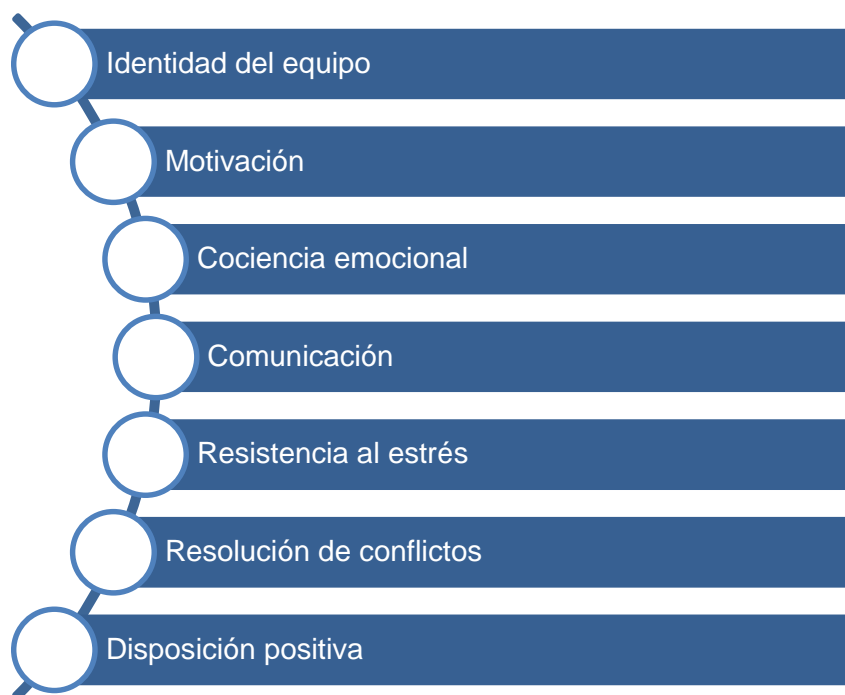 Identidad del equipo
Motivación
Cociencia emocional
Comunicación
Resistencia al estrés
Resolución de conflictos
Disposición positiva